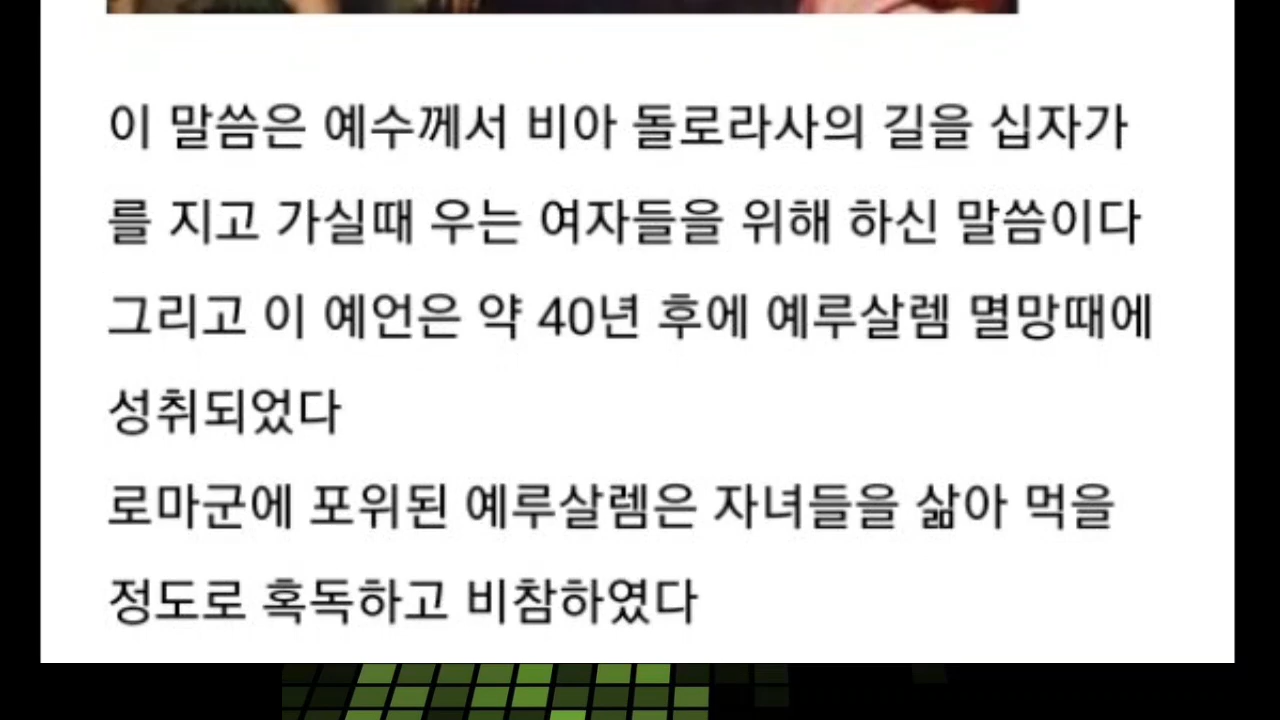 이 말씀은 예수께서 비아 돌로라사의 길을 십자가
를 지고 가실때 우는 여자들을 위해 하신 말씀이다
그리고 이 예언은 약 40년 후에 예루살렘 멸망때에
성취되었다
로마군에 포위된 예루살렘은 자녀들을 삶아 먹을
정도로 혹독하고 비참하였다